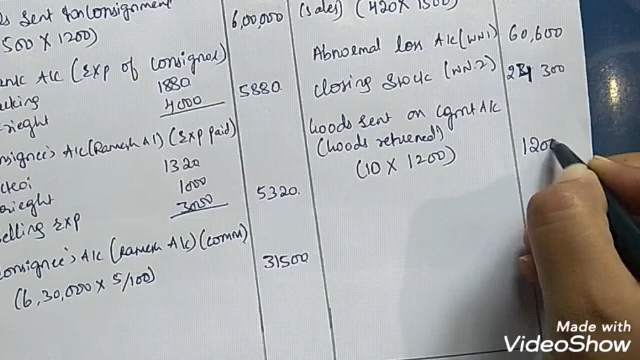 ds sent on consignment
500 X 1200)
6,00,000
Bank A/c (Exp of consignor)
Packing 1880
Freight 4000
5880
Consignee's A/c (Ramesh A/c) (Exp paid)
octroi 1320
Freight 1000
Selling Exp 3000
5320
Consignee's A/c (Ramesh A/c) (comm)
(6,30,000 X 5/100)
31500
(Sales) (420 X 1500)
Abnormal loss A/c (WN1) 60,600
Closing Stock (WN2)
300
Goods sent on Cgnmt A/c
(Goods returned)
(10 X 1200)
1200
Made with
VideoShow